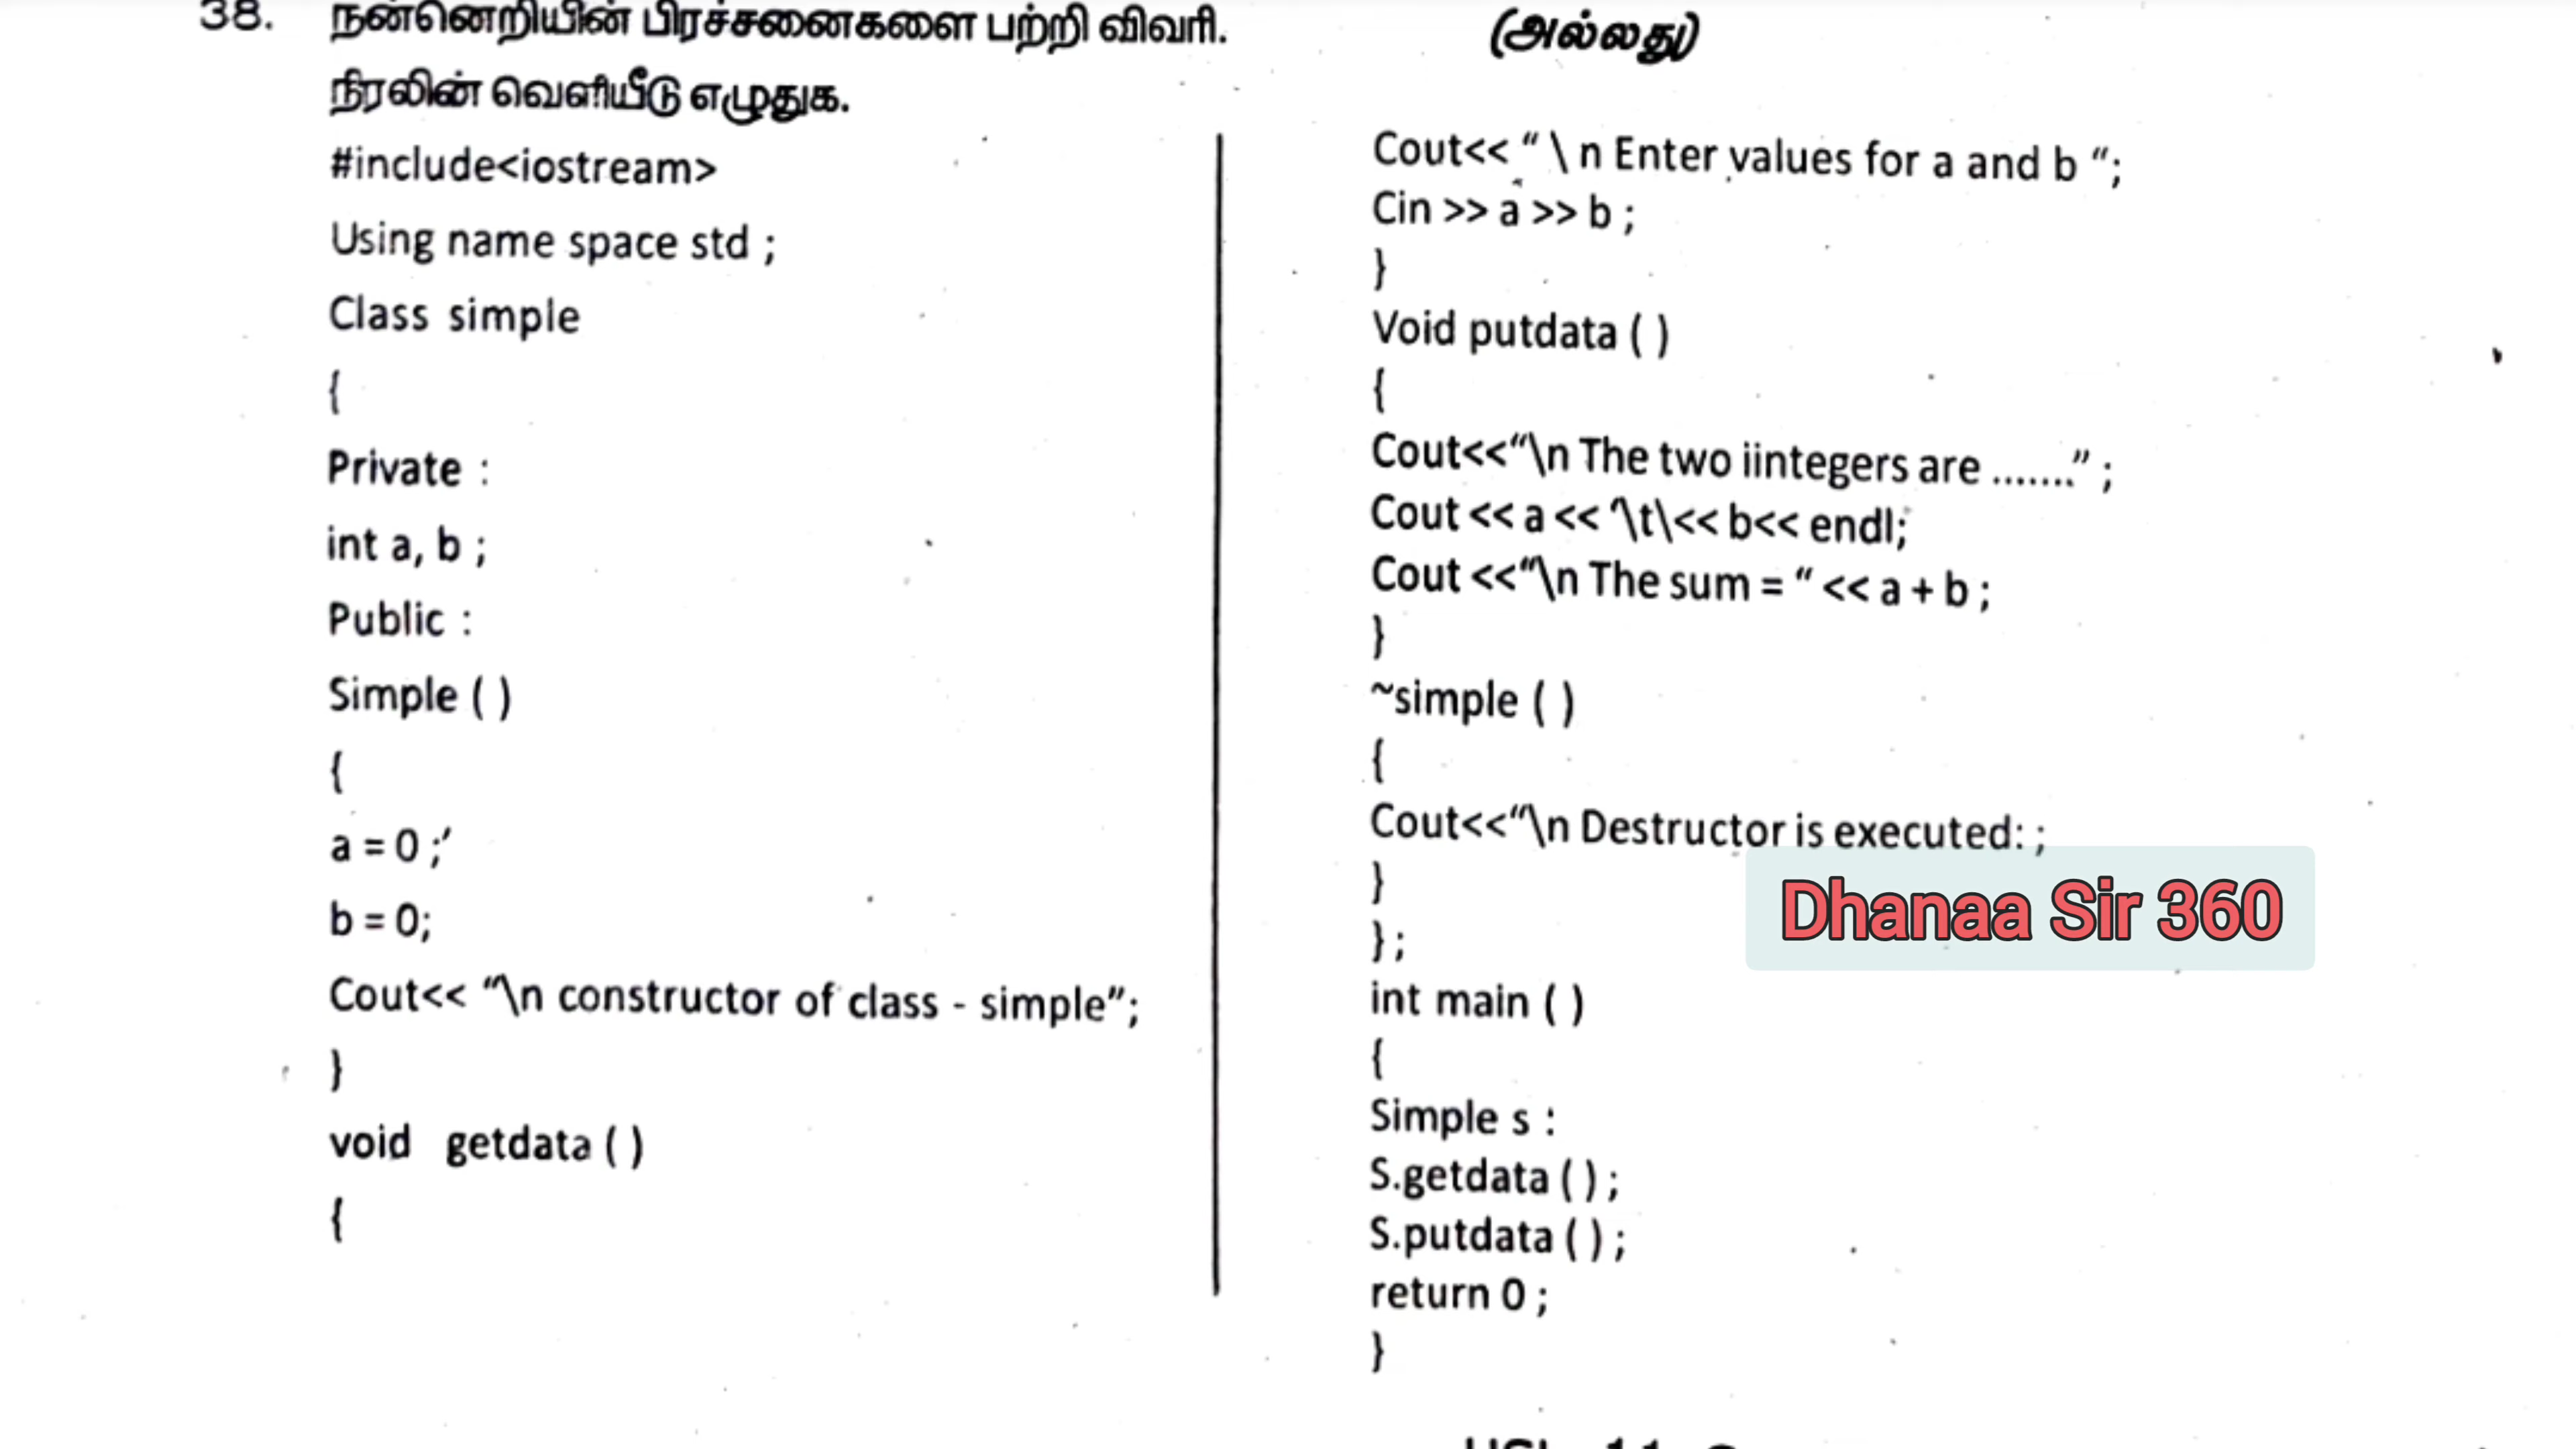 38. நன்னெறியின் பிரச்சனைகளை பற்றி விவரி. (அல்லது)
நிரலின் வெளியீடு எழுதுக.
#include<iostream>
Using name space std ;
Class simple
{
Private :
int a, b ;
Public :
Simple ( )
{
a = 0 ;′
b = 0;
Cout<< “\n constructor of class - simple”;
}
void getdata ( )
{
Cout<< “ \ n Enter values for a and b “;
Cin >> a >> b ;
}
Void putdata ( )
{
Cout<<“\n The two iintegers are .......” ;
Cout << a << ‘\t\<< b<< endl;
Cout <<“\n The sum = “ << a + b ;
}
~simple ( )
{
Cout<<“\n Destructor is executed: ;
}
} ;
int main ( )
{
Simple s :
S.getdata ( ) ;
S.putdata ( ) ;
return 0 ;
}
Dhanaa Sir 360